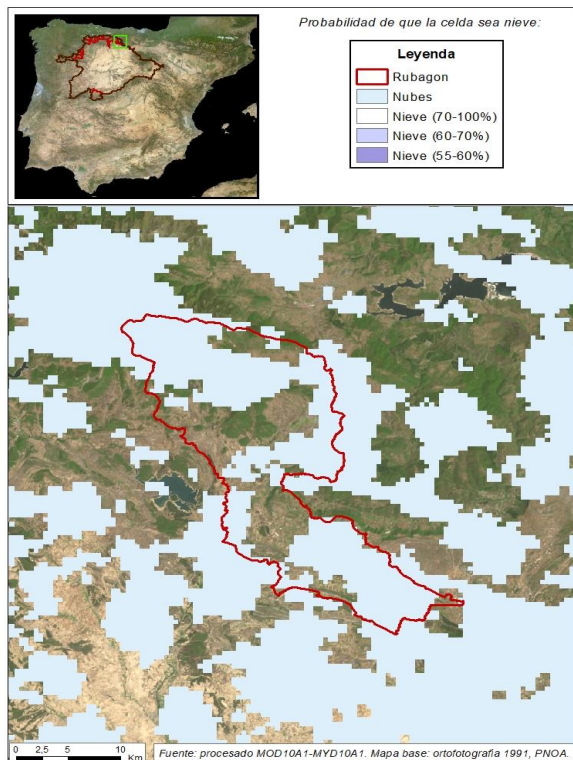 Probabilidad de que la celda sea nieve:
Leyenda
Rubagon
Nubes
Nieve (70-100%)
Nieve (60-70%)
Nieve (55-60%)
0 2,5 5 10
Km
Fuente: procesado MOD10A1-MYD10A1. Mapa base: ortofotografía 1991, PNOA.